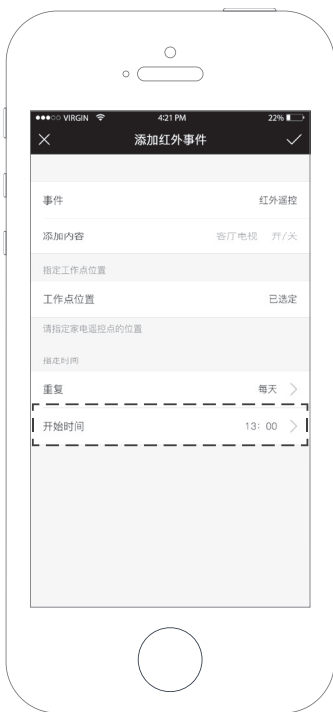 VIRGIN 4:21 PM 22%
添加红外事件
事件 红外遥控
添加内容 客厅电视 开/关
指定工作点位置
工作点位置 已选定
请指定家电遥控点的位置
指定时间
重复 每天
开始时间 13: 00